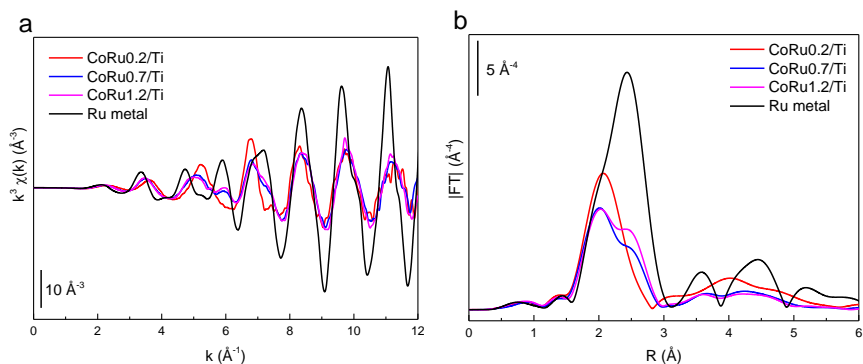 a
CoRu0.2/Ti
CoRu0.7/Ti
CoRu1.2/Ti
Ru metal
k³ χ(k) (Å⁻³)
10 Å⁻³
0 2 4 6 8 10 12
k (Å⁻¹)
b
5 Å⁻⁴
CoRu0.2/Ti
CoRu0.7/Ti
CoRu1.2/Ti
Ru metal
|FT| (Å⁻⁴)
0 1 2 3 4 5 6
R (Å)